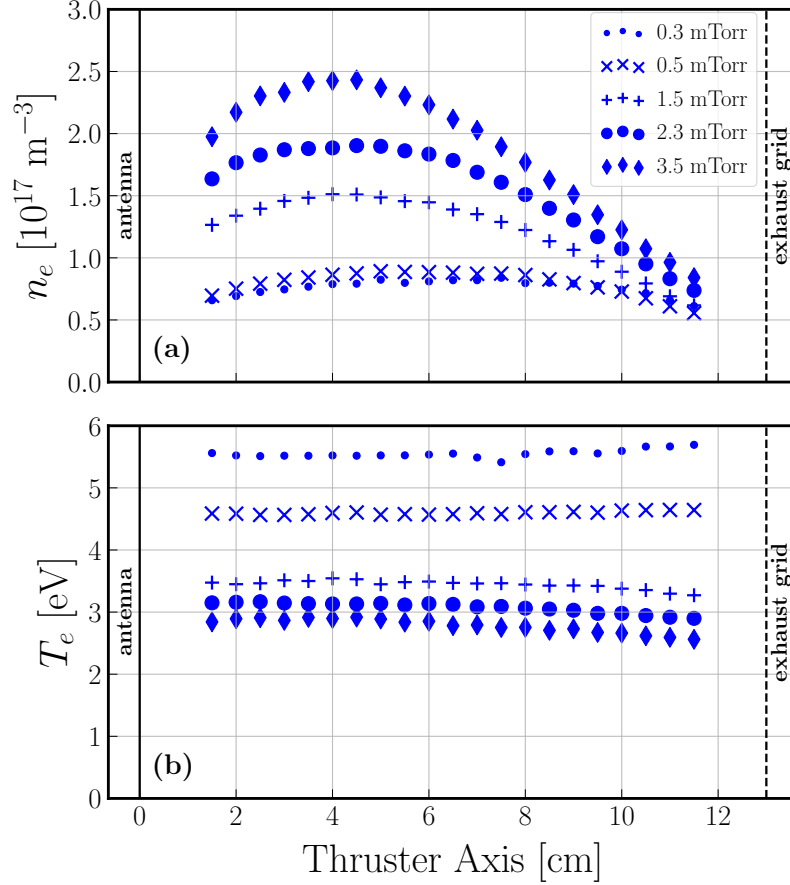 3.0
2.5
2.0
1.5
1.0
0.5
0.0
n_e [10^17 m^−3]
antenna
0.3 mTorr
0.5 mTorr
1.5 mTorr
2.3 mTorr
3.5 mTorr
exhaust grid
(a)
6
5
4
3
2
1
0
T_e [eV]
antenna
exhaust grid
(b)
0 2 4 6 8 10 12
Thruster Axis [cm]